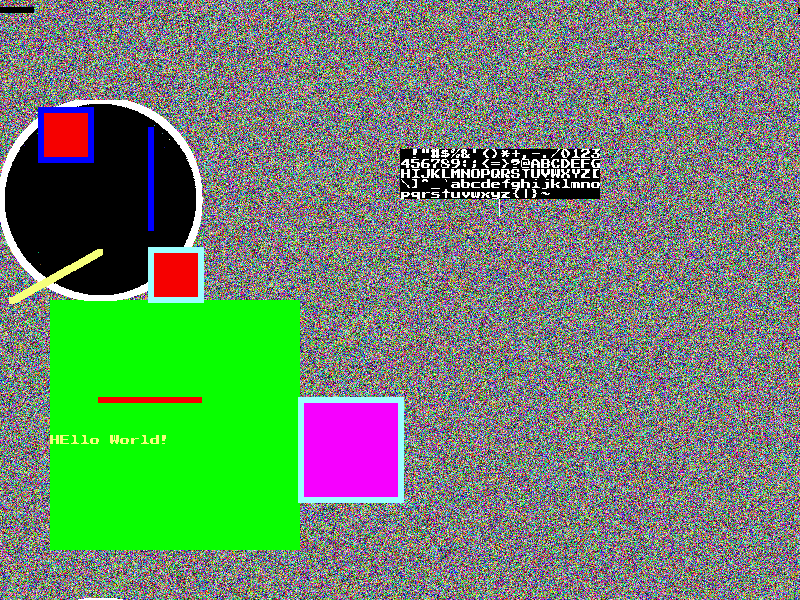 !"#$%&'()*+,-./0123
456789:;<=>?@ABCDEFG
HIJKLMNOPQRSTUVWXYZ[
\]^_`abcdefghijklmno
pqrstuvwxyz{|}~
HEllo World!